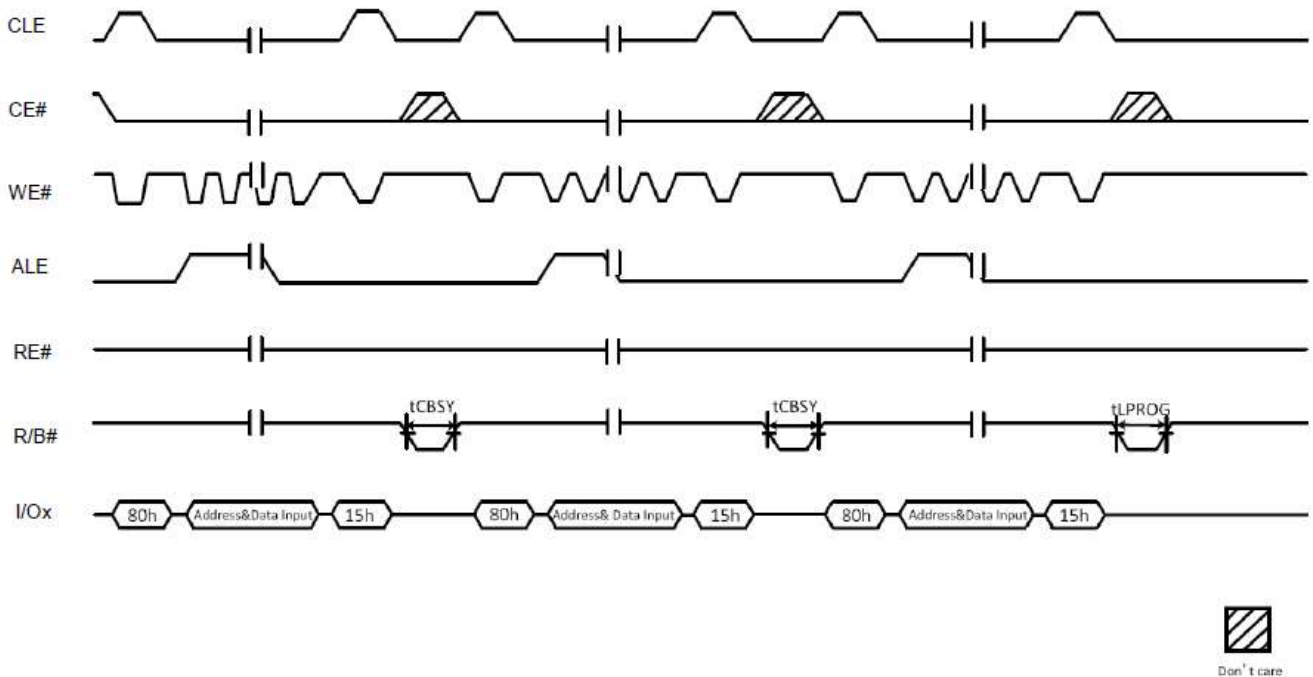 CLE
CE#
WE#
ALE
RE#
tCBSY
tCBSY
tLPROG
R/B#
I/Ox
80h
Address&Data Input
15h
80h
Address& Data Input
15h
80h
Address&Data Input
15h
Don't care